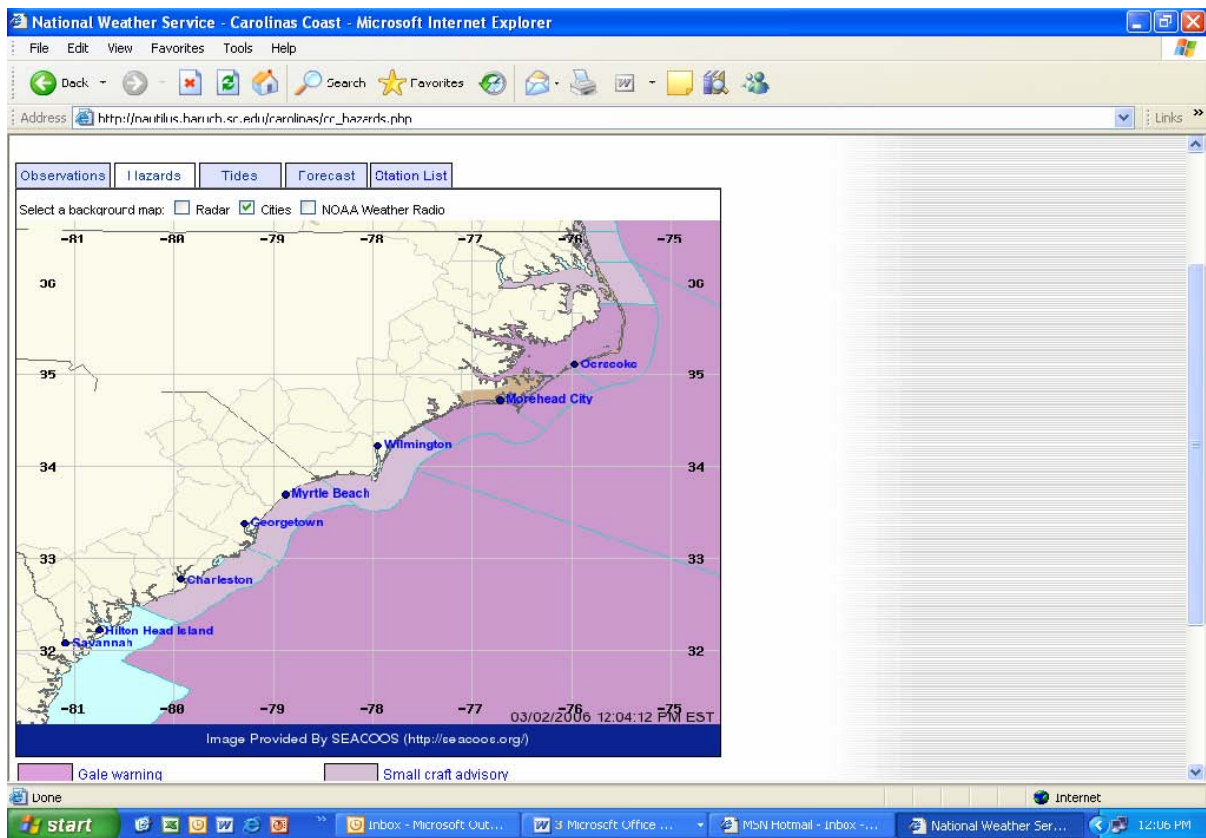 National Weather Service - Carolinas Coast - Microsoft Internet Explorer
File Edit View Favorites Tools Help
Back Search Favorites
Address http://nautilus.baruch.sc.edu/carolinas/cc_hazards.php Links »
Observations Hazards Tides Forecast Station List
Select a background map: Radar Cities NOAA Weather Radio
-81 -80 -79 -78 -77 -76 -75
36 36
Ocracoke
35 35
Morehead City
Wilmington
34 34
Myrtle Beach
Georgetown
33 33
Charleston
Hilton Head Island
Savannah
32 32
-81 -80 -79 -78 -77 -76 -75
03/02/2006 12:04:12 PM EST
Image Provided By SEACOOS (http://seacoos.org/)
Gale warning Small craft advisory
Done Internet
start » Inbox - Microsoft Out... 3 Microsoft Office ... MSN Hotmail - Inbox -... National Weather Ser... 12:06 PM